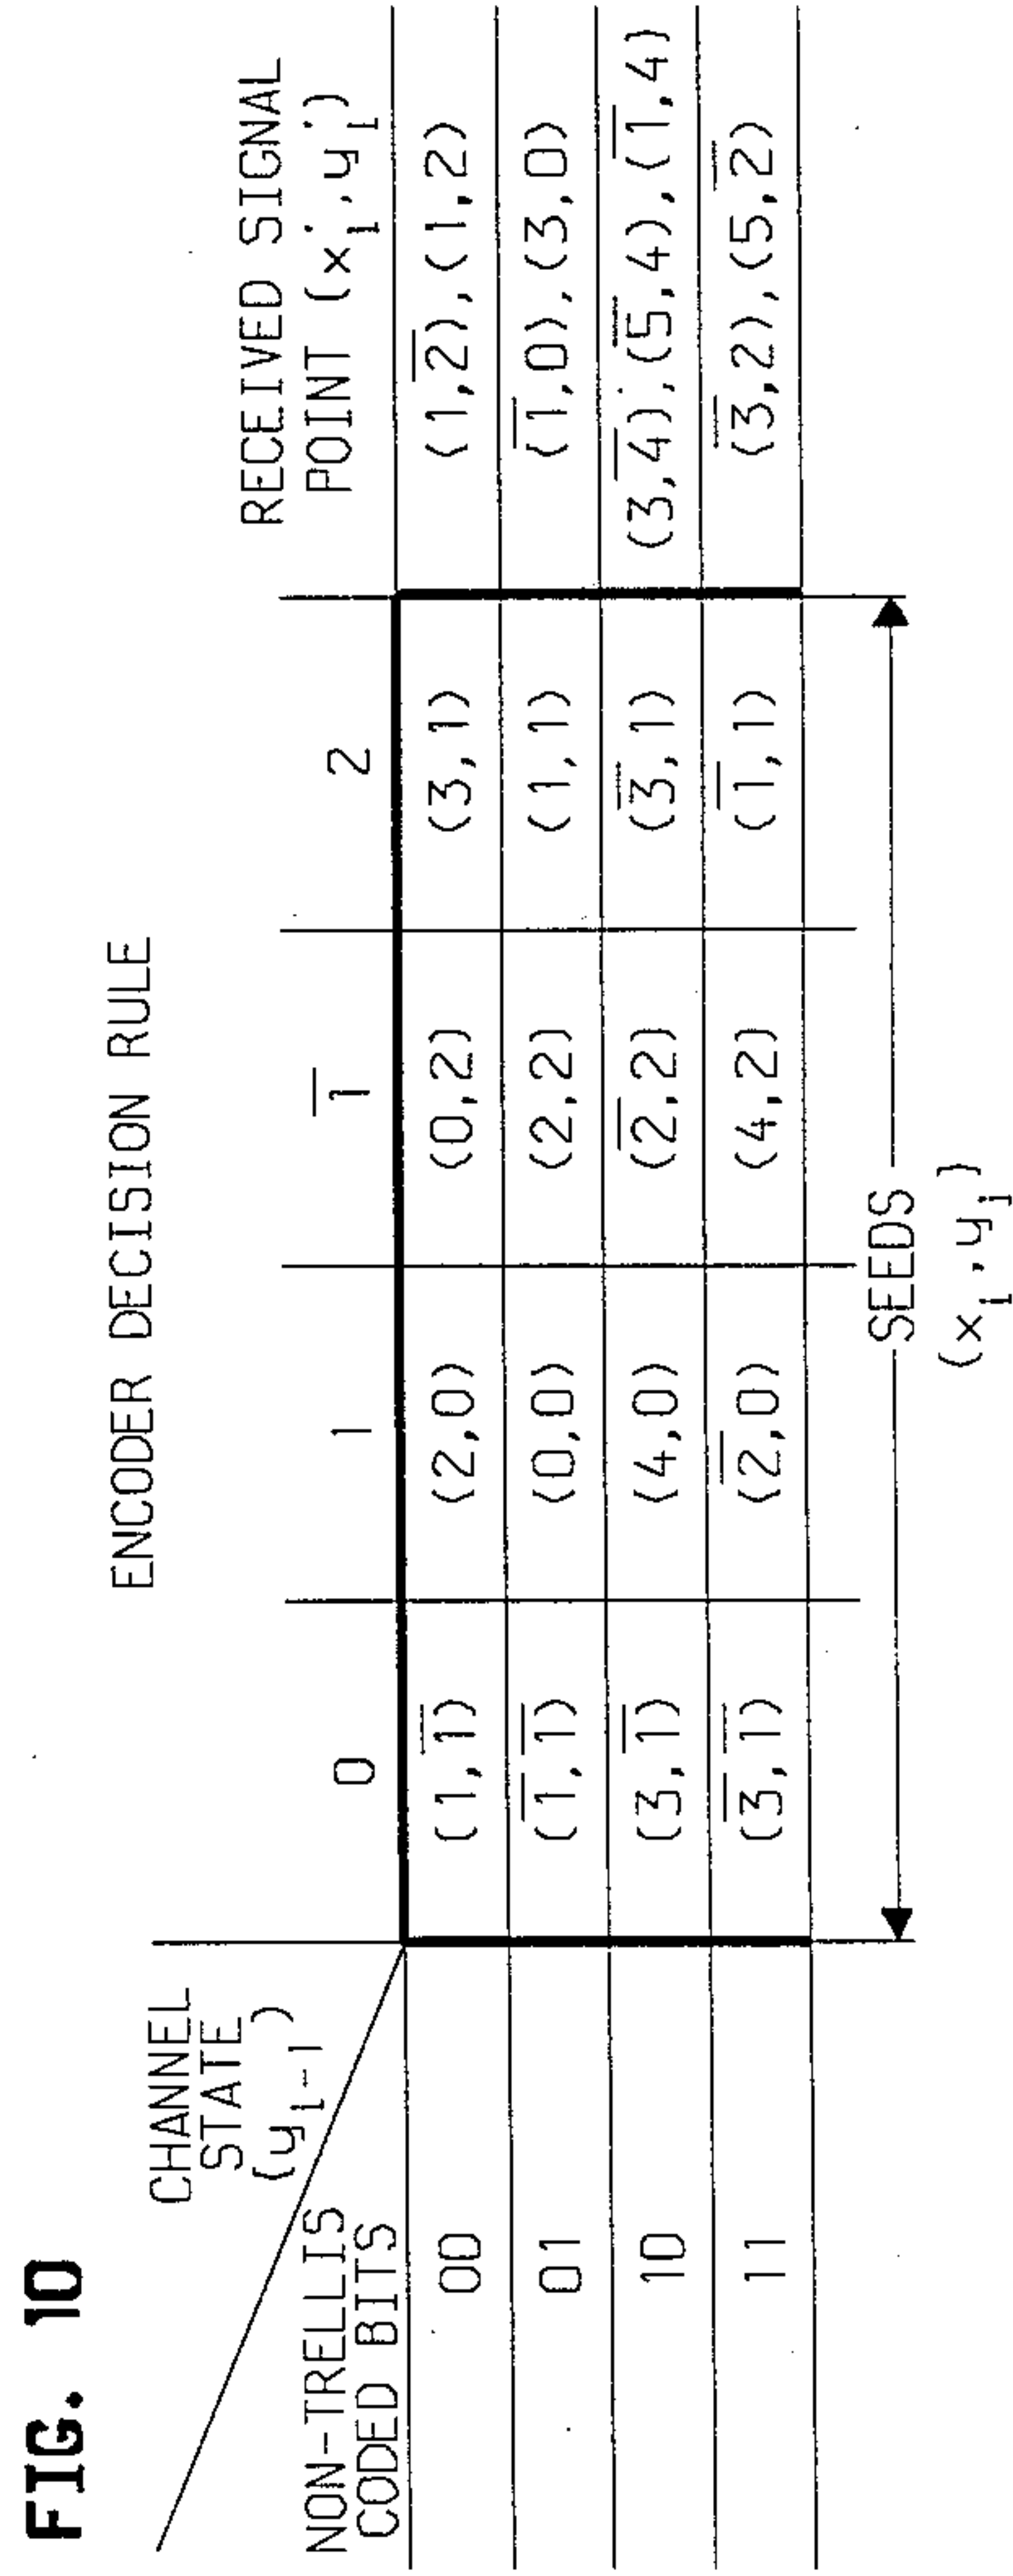 FIG. 10
ENCODER DECISION RULE
CHANNEL
STATE
(y_{i-1})
NON-TRELLIS
CODED BITS
0 1 1̅ 2
RECEIVED SIGNAL
POINT (x'_i, y'_i)
00 (1,1̅) (2,0) (0,2) (3,1) (1,2̅),(1,2)
01 (1̅,1̅) (0,0) (2,2) (1,1) (1̅,0),(3,0)
10 (3,1̅) (4,0) (2̅,2) (3̅,1) (3,4̅),(5̅,4),(1̅,4)
11 (3̅,1̅) (2̅,0) (4,2) (1̅,1) (3̅,2),(5,2̅)
SEEDS
(x_i, y_i)